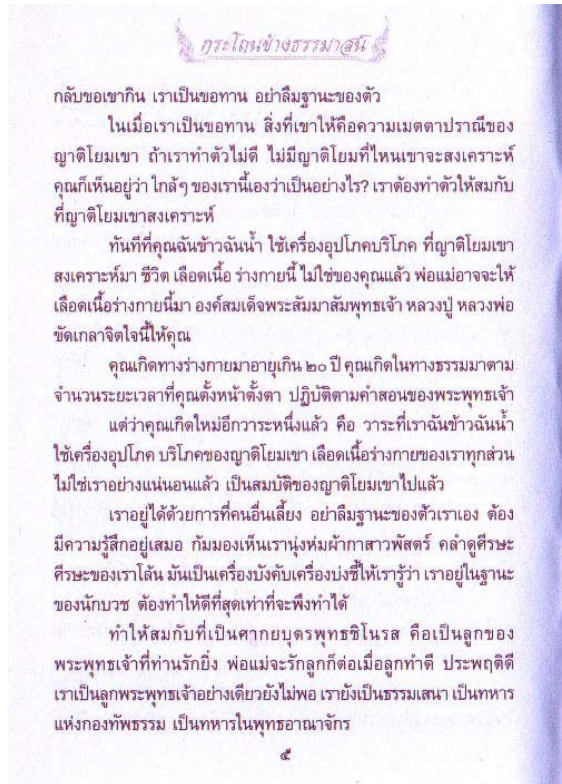 กระโถนข้างธรรมาสน์
กลับขอเขากิน เราเป็นขอทาน อย่าลืมฐานะของตัว
ในเมื่อเราเป็นขอทาน สิ่งที่เขาให้คือความเมตตาปราณีของ
ญาติโยมเขา ถ้าเราทำตัวไม่ดี ไม่มีญาติโยมที่ไหนเขาจะสงเคราะห์
คุณก็เห็นอยู่ว่า ใกล้ๆ ของเรานี้เองว่าเป็นอย่างไร? เราต้องทำตัวให้สมกับ
ที่ญาติโยมเขาสงเคราะห์
ทันทีที่คุณฉันข้าวฉันน้ำ ใช้เครื่องอุปโภคบริโภค ที่ญาติโยมเขา
สงเคราะห์มา ชีวิต เลือดเนื้อ ร่างกายนี้ ไม่ใช่ของคุณแล้ว พ่อแม่อาจจะให้
เลือดเนื้อร่างกายนี้มา องค์สมเด็จพระสัมมาสัมพุทธเจ้า หลวงปู่ หลวงพ่อ
ขัดเกลาจิตใจนี้ให้คุณ
คุณเกิดทางร่างกายมาอายุเกิน ๒๐ ปี คุณเกิดในทางธรรมมาตาม
จำนวนระยะเวลาที่คุณตั้งหน้าตั้งตา ปฏิบัติตามคำสอนของพระพุทธเจ้า
แต่ว่าคุณเกิดใหม่อีกวาระหนึ่งแล้ว คือ วาระที่เราฉันข้าวฉันน้ำ
ใช้เครื่องอุปโภค บริโภคของญาติโยมเขา เลือดเนื้อร่างกายของเราทุกส่วน
ไม่ใช่เราอย่างแน่นอนแล้ว เป็นสมบัติของญาติโยมเขาไปแล้ว
เราอยู่ได้ด้วยการที่คนอื่นเลี้ยง อย่าลืมฐานะของตัวเราเอง ต้อง
มีความรู้สึกอยู่เสมอ ก้มมองเห็นเรานุ่งห่มผ้ากาสาวพัสตร์ คลำดูศีรษะ
ศีรษะของเราโล้น มันเป็นเครื่องบังคับเครื่องบ่งชี้ให้เรารู้ว่า เราอยู่ในฐานะ
ของนักบวช ต้องทำให้ดีที่สุดเท่าที่จะพึงทำได้
ทำให้สมกับที่เป็นศากยบุตรพุทธชิโนรส คือเป็นลูกของ
พระพุทธเจ้าที่ท่านรักยิ่ง พ่อแม่จะรักลูกก็ต่อเมื่อลูกทำดี ประพฤติดี
เราเป็นลูกพระพุทธเจ้าอย่างเดียวยังไม่พอ เรายังเป็นธรรมเสนา เป็นทหาร
แห่งกองทัพธรรม เป็นทหารในพุทธอาณาจักร
๕